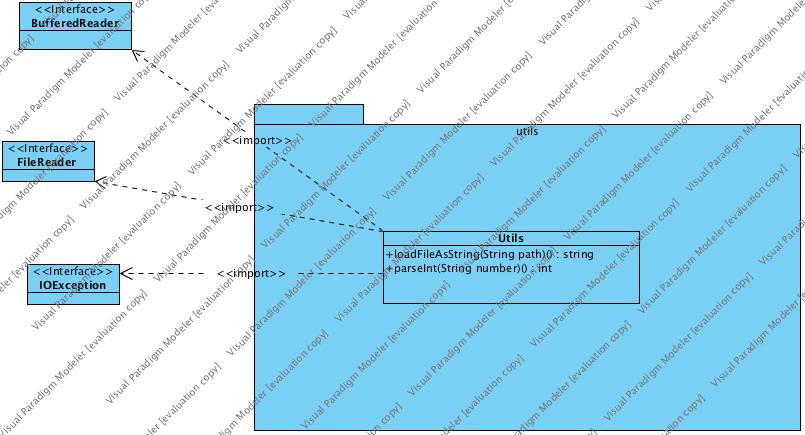 <<Interface>>
BufferedReader
utils
<<import>>
<<Interface>>
FileReader
<<import>>
Utils
+loadFileAsString(String path)() : string
+parseInt(String number)() : int
<<Interface>>
IOException
<<import>>
Visual Paradigm Modeler [evaluation copy]